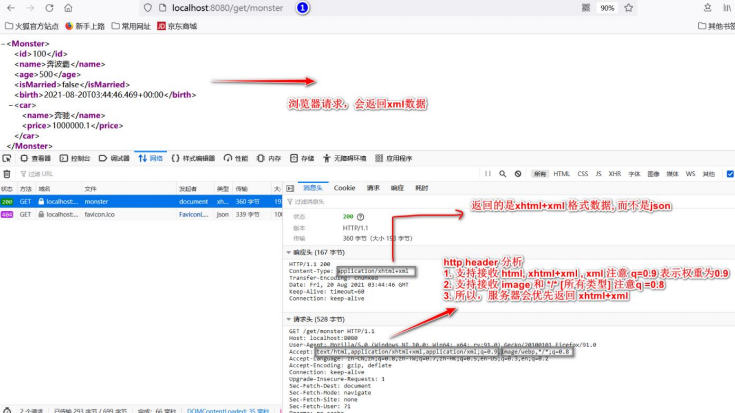 localhost:8080/get/monster
1
90%
火狐官方站点 新手上路 常用网址 京东商城
其他书签
<Monster>
<id>100</id>
<name>奔波霸</name>
<age>500</age>
<isMarried>false</isMarried>
<birth>2021-08-20T03:44:46.469+00:00</birth>
<car>
<name>奔驰</name>
<price>1000000.1</price>
</car>
</Monster>
浏览器请求，会返回xml数据
查看器 控制台 调试器 网络 样式编辑器 性能 内存 存储 无障碍环境 应用程序
过滤 URL
所有 HTML CSS JS XHR 字体 图像 媒体 WS 其他
状态 方法 域名 文件 发起者 类型 传输 大
200 GET localhost:... monster document xh... 360 字节 19
404 GET localhost:... favicon.ico FaviconL... json 339 字节 10
消息头 Cookie 请求 响应 耗时
过滤消息头
状态 200
版本 HTTP/1.1
传输 360 字节（大小 193 字节）
返回的是xhtml+xml 格式数据, 而不是json
响应头 (167 字节)
HTTP/1.1 200
Content-Type: application/xhtml+xml
Transfer-Encoding: chunked
Date: Fri, 20 Aug 2021 03:44:46 GMT
Keep-Alive: timeout=60
Connection: keep-alive
http header 分析
1. 支持接收 html, xhtml+xml , xml 注意 q=0.9 表示权重为0.9
2. 支持接收 image 和 */* [所有类型] 注意q =0.8
3. 所以，服务器会优先返回 xhtml+xml
请求头 (528 字节)
GET /get/monster HTTP/1.1
Host: localhost:8080
User-Agent: Mozilla/5.0 (Windows NT 10.0; Win64; x64; rv:91.0) Gecko/20100101 Firefox/91.0
Accept: text/html,application/xhtml+xml,application/xml;q=0.9,image/webp,*/*;q=0.8
Accept-Language: zh-CN,zh;q=0.8,zh-TW;q=0.7,zh-HK;q=0.5,en-US;q=0.3,en;q=0.2
Accept-Encoding: gzip, deflate
Connection: keep-alive
Upgrade-Insecure-Requests: 1
Sec-Fetch-Dest: document
Sec-Fetch-Mode: navigate
Sec-Fetch-Site: none
Sec-Fetch-User: ?1
2 个请求 已传输 293 字节 / 699 字节 完成: 66 毫秒 DOMContentLoaded: 35 毫秒